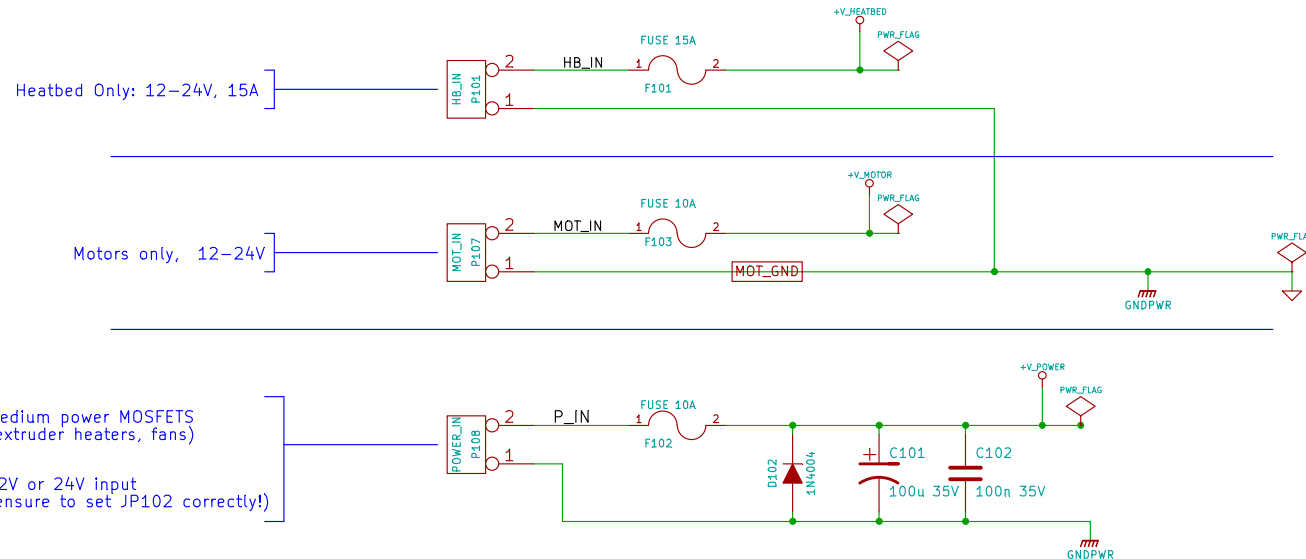 +V_HEATBED
PWR_FLAG
FUSE 15A
HB_IN
1
2
F101
HB_IN
P101
2
1
Heatbed Only: 12-24V, 15A
+V_MOTOR
PWR_FLAG
FUSE 10A
MOT_IN
1
2
F103
MOT_IN
P107
2
1
Motors only, 12-24V
MOT_GND
PWR_FLA
GNDPWR
+V_POWER
PWR_FLAG
FUSE 10A
P_IN
1
2
F102
POWER_IN
P108
2
1
edium power MOSFETS
extruder heaters, fans)
2V or 24V input
ensure to set JP102 correctly!)
D102
1N4004
+
C101
100u 35V
C102
100n 35V
GNDPWR